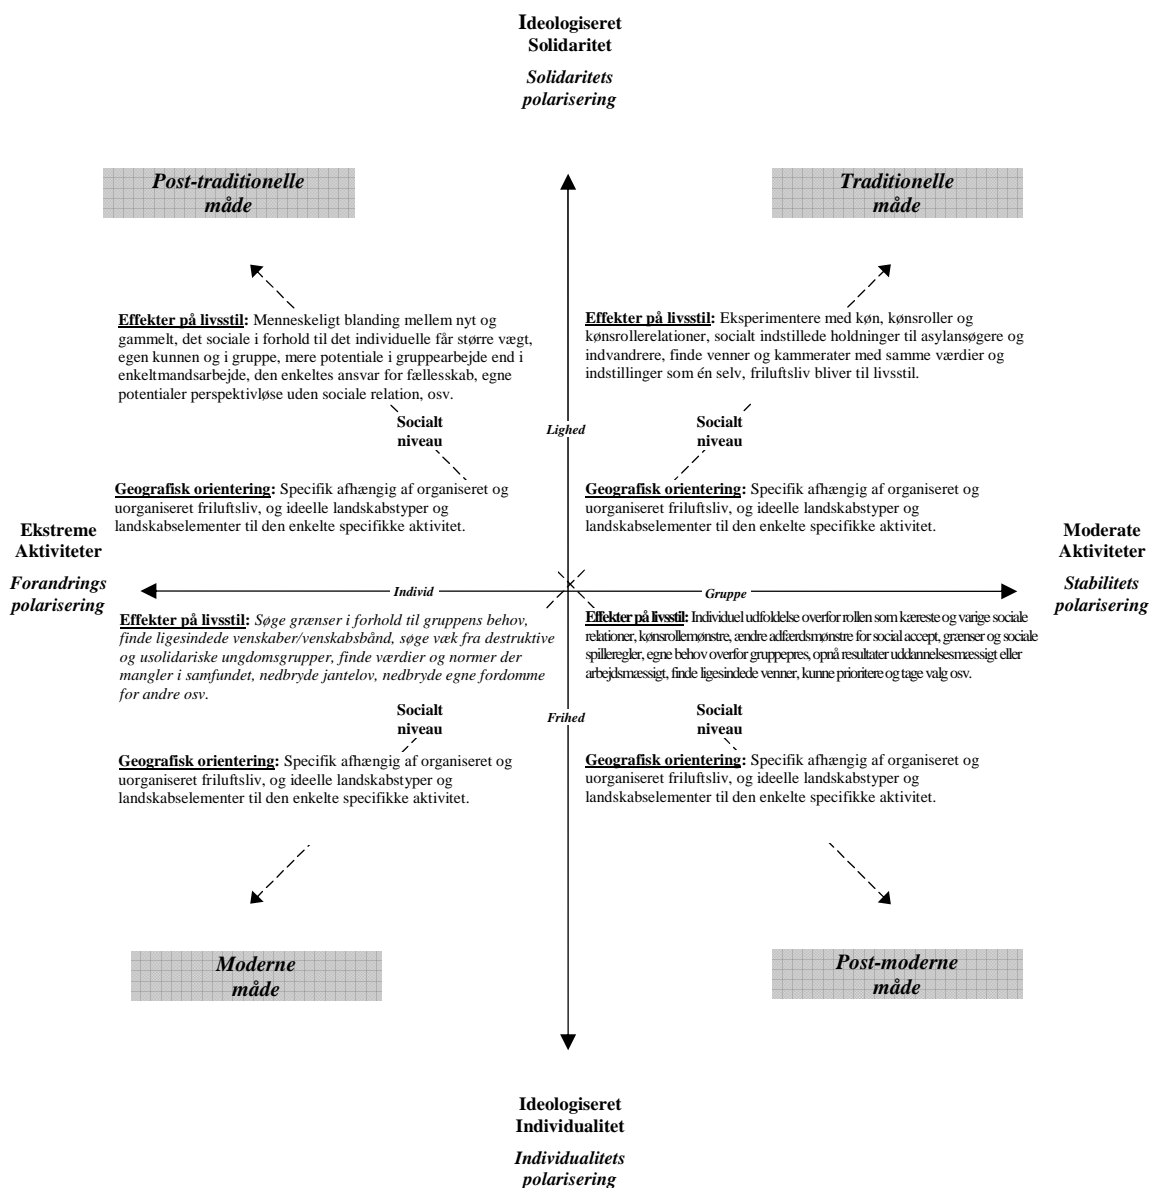 Ideologiseret
Solidaritet
Solidaritets
polarisering
Post-traditionelle
måde
Traditionelle
måde
Effekter på livsstil: Menneskeligt blanding mellem nyt og
gammelt, det sociale i forhold til det individuelle får større vægt,
egen kunnen og i gruppe, mere potentiale i gruppearbejde end i
enkeltmandsarbejde, den enkeltes ansvar for fællesskab, egne
potentialer perspektivløse uden sociale relation, osv.
Effekter på livsstil: Eksperimentere med køn, kønsroller og
kønsrollerelationer, socialt indstillede holdninger til asylansøgere og
indvandrere, finde venner og kammerater med samme værdier og
indstillinger som én selv, friluftsliv bliver til livsstil.
Socialt
niveau
Lighed
Socialt
niveau
Geografisk orientering: Specifik afhængig af organiseret og
uorganiseret friluftsliv, og ideelle landskabstyper og
landskabselementer til den enkelte specifikke aktivitet.
Geografisk orientering: Specifik afhængig af organiseret og
uorganiseret friluftsliv, og ideelle landskabstyper og
landskabselementer til den enkelte specifikke aktivitet.
Ekstreme
Aktiviteter
Forandrings
polarisering
Individ
Gruppe
Moderate
Aktiviteter
Stabilitets
polarisering
Effekter på livsstil: Søge grænser i forhold til gruppens behov,
finde ligesindede venskaber/venskabsbånd, søge væk fra destruktive
og usolidariske ungdomsgrupper, finde værdier og normer der
mangler i samfundet, nedbryde jantelov, nedbryde egne fordomme
for andre osv.
Effekter på livsstil: Individuel udfoldelse overfor rollen som kæreste og varige sociale
relationer, kønsrollemønstre, ændre adfærdsmønstre for social accept, grænser og sociale
spilleregler, egne behov overfor gruppepres, opnå resultater uddannelsesmæssigt eller
arbejdsmæssigt, finde ligesindede venner, kunne prioritere og tage valg osv.
Socialt
niveau
Frihed
Socialt
niveau
Geografisk orientering: Specifik afhængig af organiseret og
uorganiseret friluftsliv, og ideelle landskabstyper og
landskabselementer til den enkelte specifikke aktivitet.
Geografisk orientering: Specifik afhængig af organiseret og
uorganiseret friluftsliv, og ideelle landskabstyper og
landskabselementer til den enkelte specifikke aktivitet.
Moderne
måde
Post-moderne
måde
Ideologiseret
Individualitet
Individualitets
polarisering